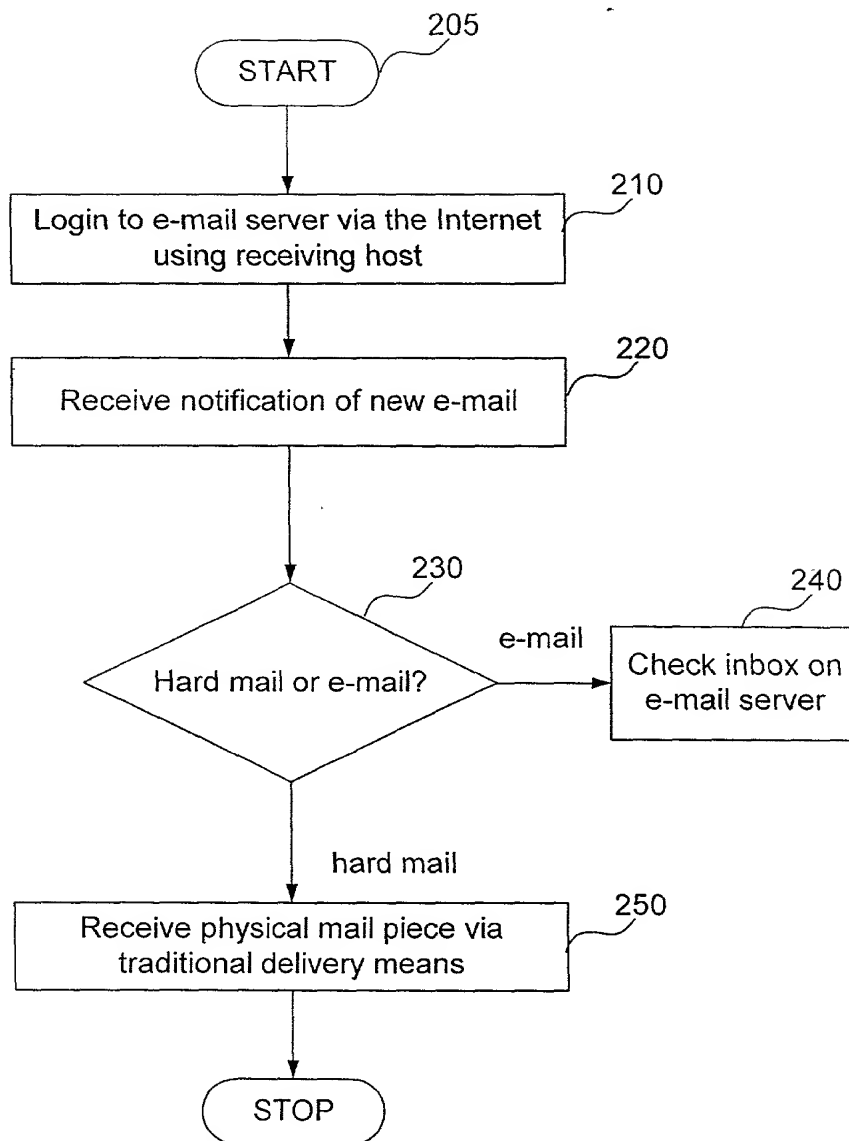 205
START
210
Login to e-mail server via the Internet
using receiving host
220
Receive notification of new e-mail
230
Hard mail or e-mail?
e-mail
240
Check inbox on
e-mail server
hard mail
250
Receive physical mail piece via
traditional delivery means
STOP